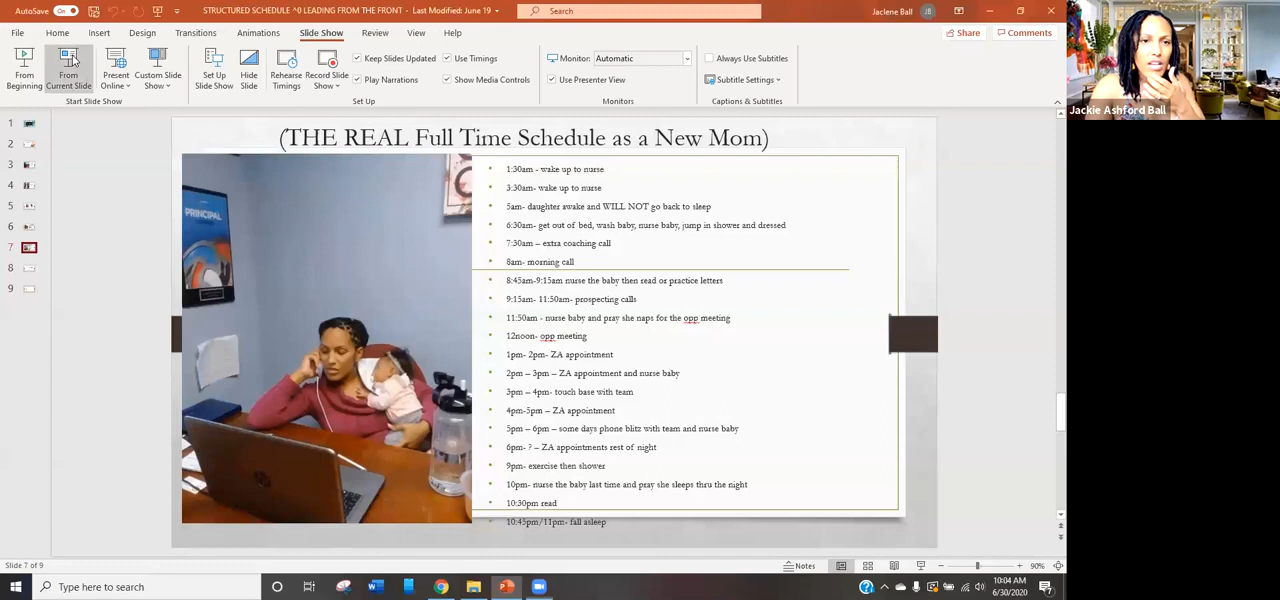 AutoSave On STRUCTURED SCHEDULE ^0 LEADING FROM THE FRONT • Last Modified: June 19 Search Jaclene Ball JB
File Home Insert Design Transitions Animations Slide Show Review View Help Share Comments
From Beginning
From Current Slide
Present Online
Custom Slide Show
Start Slide Show
Set Up Slide Show
Hide Slide
Rehearse Timings
Record Slide Show
Keep Slides Updated
Play Narrations
Use Timings
Show Media Controls
Set Up
Monitor: Automatic
Use Presenter View
Monitors
Always Use Subtitles
Subtitle Settings
Captions & Subtitles
Jackie Ashford Ball
1
2
3
4
5
6
7
8
9
(THE REAL Full Time Schedule as a New Mom)
PRINCIPAL
• 1:30am - wake up to nurse
• 3:30am- wake up to nurse
• 5am- daughter awake and WILL NOT go back to sleep
• 6:30am- get out of bed, wash baby, nurse baby, jump in shower and dressed
• 7:30am – extra coaching call
• 8am- morning call
• 8:45am-9:15am nurse the baby then read or practice letters
• 9:15am- 11:50am- prospecting calls
• 11:50am - nurse baby and pray she naps for the opp meeting
• 12noon- opp meeting
• 1pm- 2pm- ZA appointment
• 2pm – 3pm – ZA appointment and nurse baby
• 3pm – 4pm- touch base with team
• 4pm-5pm – ZA appointment
• 5pm – 6pm – some days phone blitz with team and nurse baby
• 6pm- ? – ZA appointments rest of night
• 9pm- exercise then shower
• 10pm- nurse the baby last time and pray she sleeps thru the night
• 10:30pm read
• 10:45pm/11pm- fall asleep
Slide 7 of 9 Notes 90%
Type here to search
10:04 AM
6/30/2020